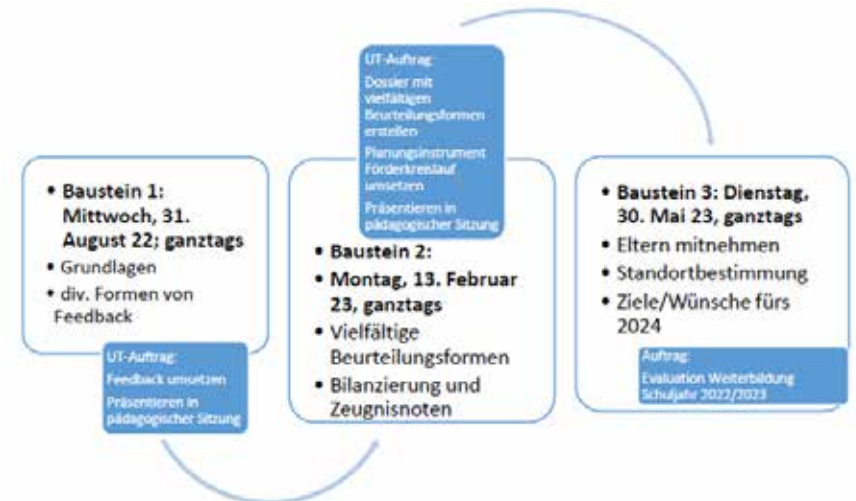 • Baustein 1:
Mittwoch, 31.
August 22; ganztags
• Grundlagen
• div. Formen von
Feedback
UT-Auftrag:
Feedback umsetzen
Präsentieren in
pädagogischer Sitzung
UT-Auftrag:
Dossier mit
vielfältigen
Beurteilungsformen
erstellen
Planungsinstrument
Förderkreislauf
umsetzen
Präsentieren in
pädagogischer Sitzung
• Baustein 2:
• Montag, 13. Februar
23, ganztags
• Vielfältige
Beurteilungsformen
• Bilanzierung und
Zeugnisnoten
• Baustein 3: Dienstag,
30. Mai 23, ganztags
• Eltern mitnehmen
• Standortbestimmung
• Ziele/Wünsche fürs
2024
Auftrag:
Evaluation Weiterbildung
Schuljahr 2022/2023